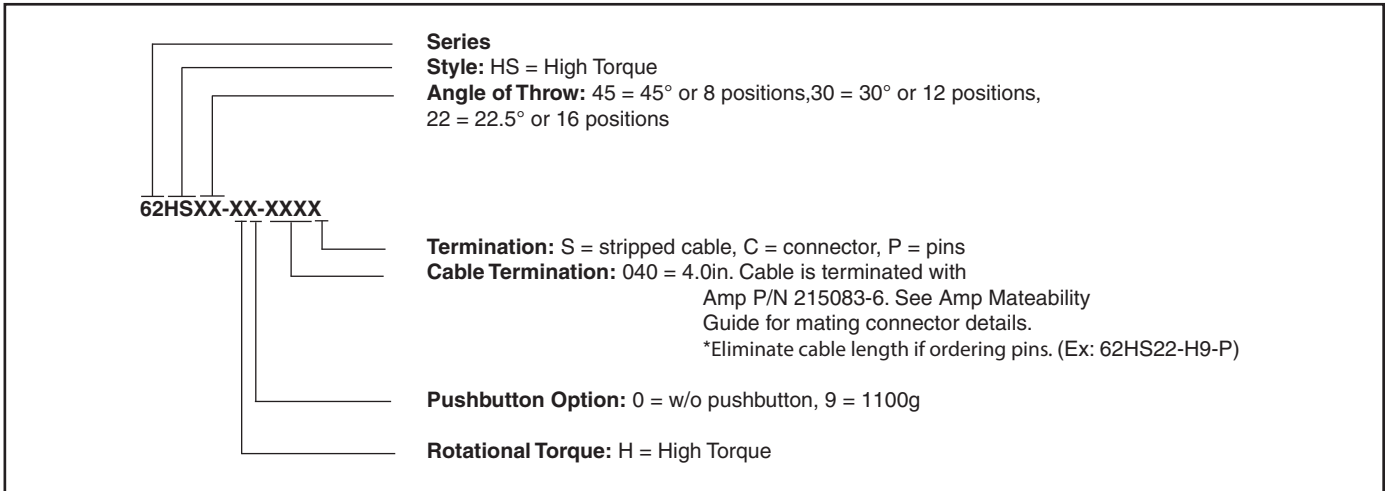 Series
Style: HS = High Torque
Angle of Throw: 45 = 45° or 8 positions,30 = 30° or 12 positions,
22 = 22.5° or 16 positions
62HSXX-XX-XXXX
Termination: S = stripped cable, C = connector, P = pins
Cable Termination: 040 = 4.0in. Cable is terminated with
Amp P/N 215083-6. See Amp Mateability
Guide for mating connector details.
*Eliminate cable length if ordering pins. (Ex: 62HS22-H9-P)
Pushbutton Option: 0 = w/o pushbutton, 9 = 1100g
Rotational Torque: H = High Torque